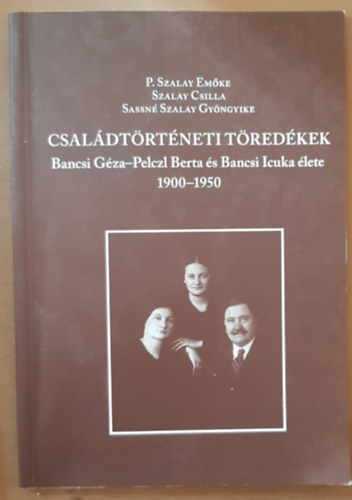 P. Szalay Emőke
Szalay Csilla
Sassné Szalay Gyöngyike
CSALÁDTÖRTÉNETI TÖREDÉKEK
Bancsi Géza–Pelczl Berta és Bancsi Icuka élete
1900–1950